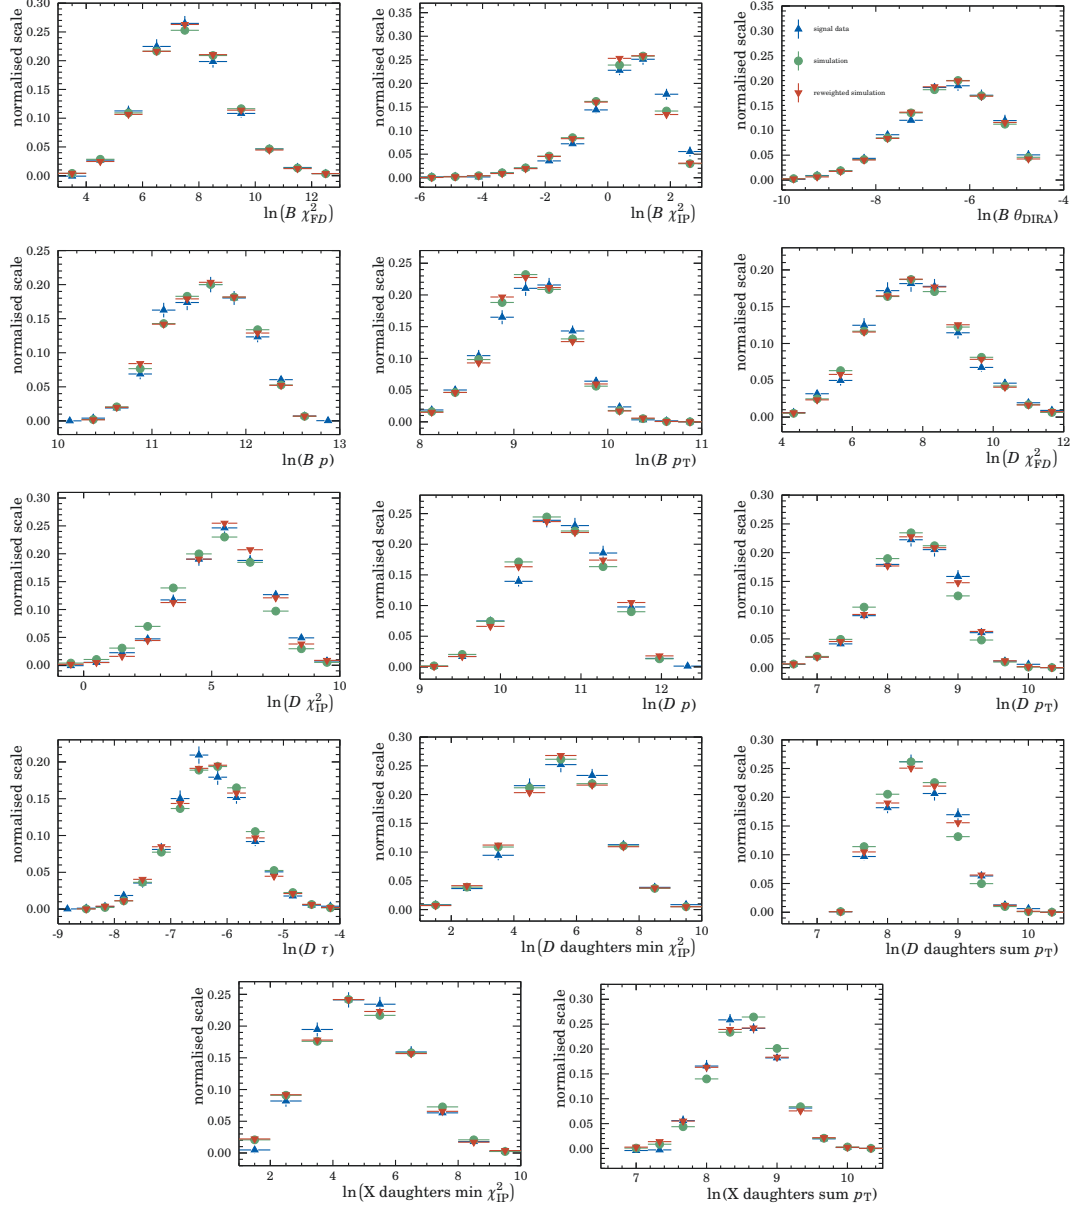 normalised scale
0.30
0.25
0.20
0.15
0.10
0.05
0.00
4 6 8 10 12
ln(B χ²FD)
normalised scale
0.35
0.30
0.25
0.20
0.15
0.10
0.05
0.00
−6 −4 −2 0 2
ln(B χ²IP)
normalised scale
0.30
0.25
0.20
0.15
0.10
0.05
0.00
signal data
simulation
reweighted simulation
-10 -8 -6 -4
ln(B θDIRA)
normalised scale
0.25
0.20
0.15
0.10
0.05
0.00
10 11 12 13
ln(B p)
normalised scale
0.25
0.20
0.15
0.10
0.05
0.00
8 9 10 11
ln(B pT)
normalised scale
0.20
0.15
0.10
0.05
0.00
4 6 8 10 12
ln(D χ²FD)
normalised scale
0.30
0.25
0.20
0.15
0.10
0.05
0.00
0 5 10
ln(D χ²IP)
normalised scale
0.25
0.20
0.15
0.10
0.05
0.00
9 10 11 12
ln(D p)
normalised scale
0.30
0.25
0.20
0.15
0.10
0.05
0.00
7 8 9 10
ln(D pT)
normalised scale
0.20
0.15
0.10
0.05
0.00
-9 -8 -7 -6 -5 -4
ln(D τ)
normalised scale
0.30
0.25
0.20
0.15
0.10
0.05
0.00
2 4 6 8 10
ln(D daughters min χ²IP)
normalised scale
0.30
0.25
0.20
0.15
0.10
0.05
0.00
7 8 9 10
ln(D daughters sum pT)
normalised scale
0.25
0.20
0.15
0.10
0.05
0.00
2 4 6 8 10
ln(X daughters min χ²IP)
normalised scale
0.30
0.25
0.20
0.15
0.10
0.05
0.00
7 8 9 10
ln(X daughters sum pT)